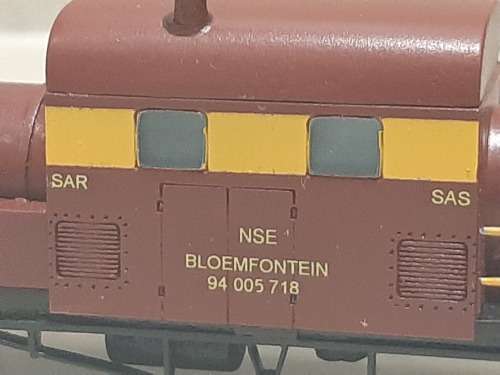 SAR
SAS
NSE
BLOEMFONTEIN
94 005 718